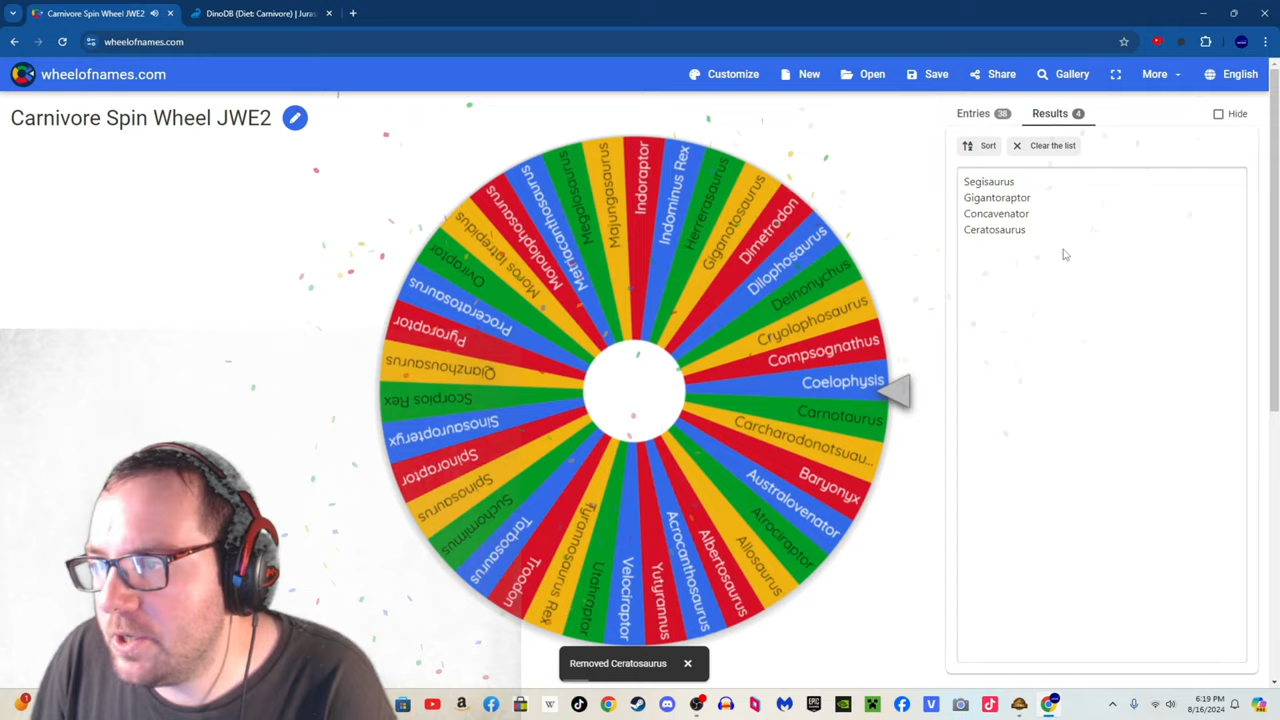 Carnivore Spin Wheel JWE2
DinoDB (Diet: Carnivore) | Juras
wheelofnames.com
wheelofnames.com
Customize
New
Open
Save
Share
Gallery
More
English
Carnivore Spin Wheel JWE2
Entries 38
Results 4
Hide
Sort
Clear the list
Segisaurus
Gigantoraptor
Concavenator
Ceratosaurus
Indoraptor
Indominus Rex
Herrerasaurus
Giganotosaurus
Dimetrodon
Dilophosaurus
Deinonychus
Cryolophosaurus
Compsognathus
Coelophysis
Carnotaurus
Carcharodonotsuau...
Baryonyx
Australovenator
Atrociraptor
Allosaurus
Albertosaurus
Acrocanthosaurus
Yutyrannus
Velociraptor
Utahraptor
Tyrannosaurus Rex
Troodon
Tarbosaurus
Suchomimus
Spinosaurus
Spinoraptor
Sinosauropteryx
Scorpios Rex
Qianzhousaurus
Pyroraptor
Proceratosaurus
Oviraptor
Moros Igtrepidus
Monolophosaurus
Metriacanthosaurus
Megalosaurus
Majungasaurus
Removed Ceratosaurus
6:19 PM
8/16/2024